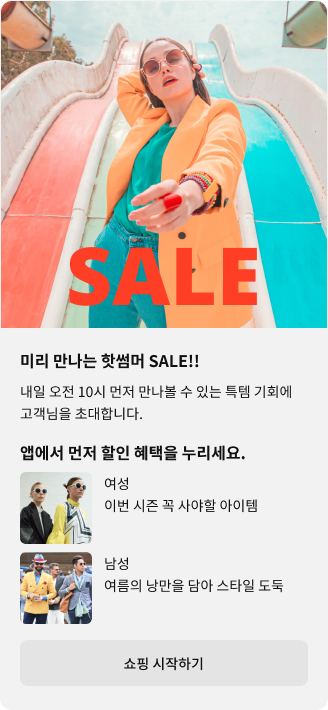 SALE
미리 만나는 핫썸머 SALE!!
내일 오전 10시 먼저 만나볼 수 있는 특템 기회에
고객님을 초대합니다.
앱에서 먼저 할인 혜택을 누리세요.
여성
이번 시즌 꼭 사야할 아이템
남성
여름의 낭만을 담아 스타일 도둑
쇼핑 시작하기